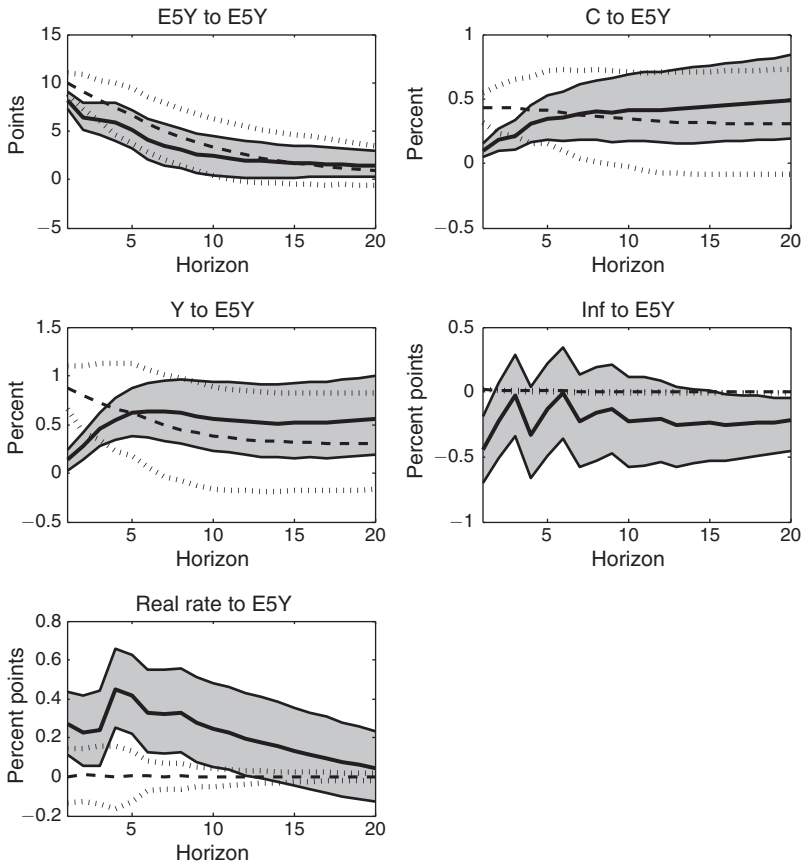 E5Y to E5Y
15
10
5
0
−5
Points
5 10 15 20
Horizon
C to E5Y
1
0.5
0
−0.5
Percent
5 10 15 20
Horizon
Y to E5Y
1.5
1
0.5
0
−0.5
Percent
5 10 15 20
Horizon
Inf to E5Y
0.5
0
−0.5
−1
Percent points
5 10 15 20
Horizon
Real rate to E5Y
0.8
0.6
0.4
0.2
0
−0.2
Percent points
5 10 15 20
Horizon